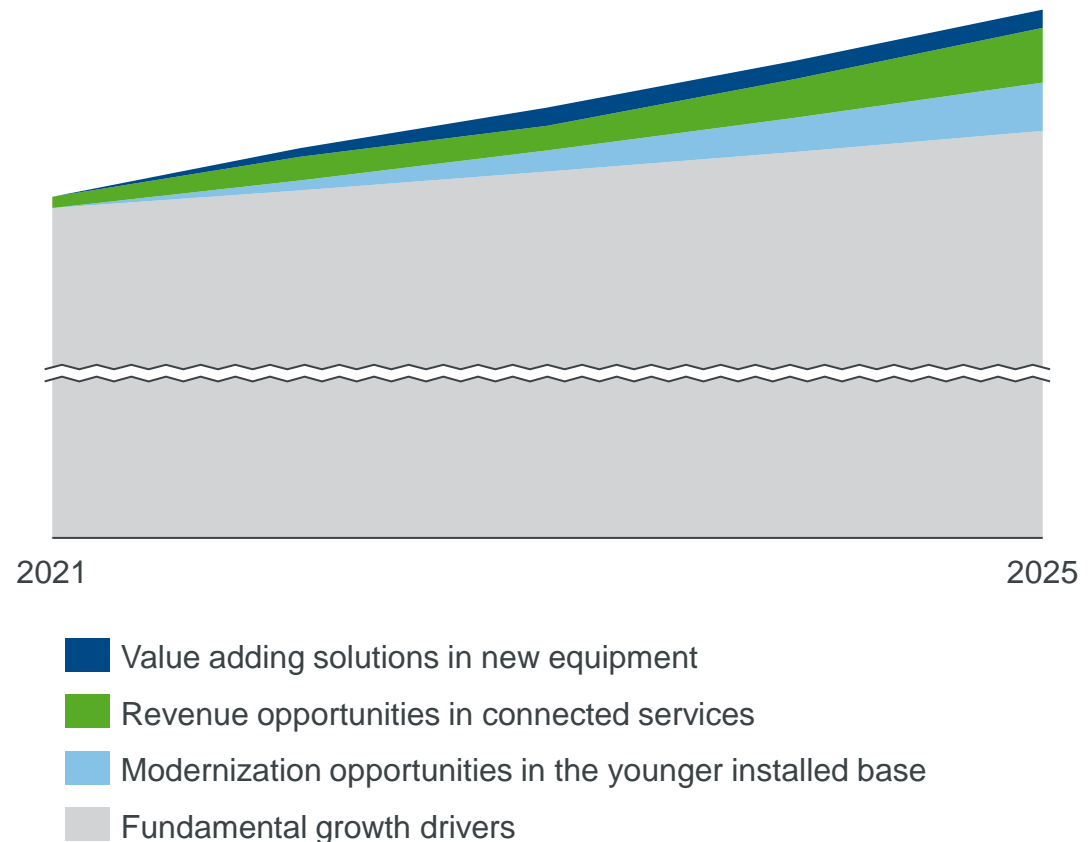 2021
2025
Value adding solutions in new equipment
Revenue opportunities in connected services
Modernization opportunities in the younger installed base
Fundamental growth drivers